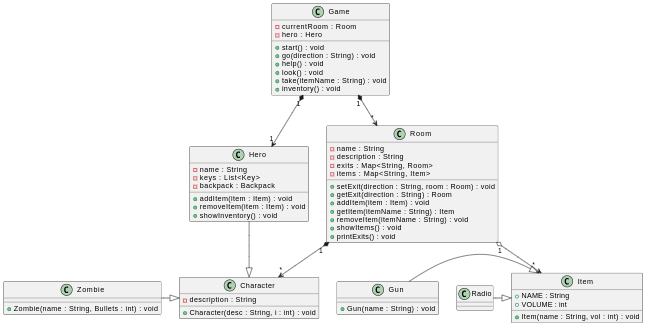 C Game
currentRoom : Room
hero : Hero
start() : void
go(direction : String) : void
help() : void
look() : void
take(itemName : String) : void
inventory() : void
1
1
1
*
C Hero
name : String
keys : List<Key>
backpack : Backpack
addItem(item : Item) : void
removeItem(item : Item) : void
showInventory() : void
C Room
name : String
description : String
exits : Map<String, Room>
items : Map<String, Item>
setExit(direction : String, room : Room) : void
getExit(direction : String) : Room
addItem(item : Item) : void
getItem(itemName : String) : Item
removeItem(itemName : String) : void
showItems() : void
printExits() : void
1
1
*
*
C Zombie
Zombie(name : String, Bullets : int) : void
C Character
description : String
Character(desc : String, i : int) : void
C Gun
Gun(name : String) : void
C Radio
C Item
NAME : String
VOLUME : int
Item(name : String, vol : int) : void